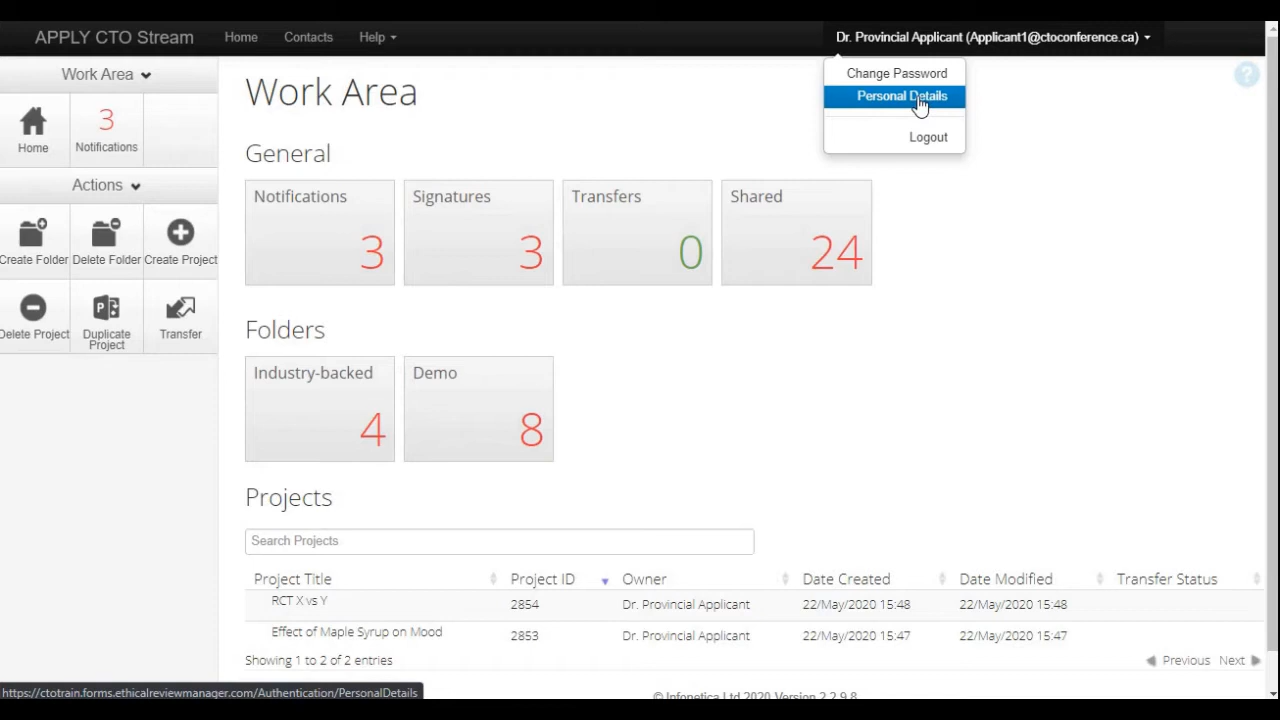 APPLY CTO Stream Home Contacts Help Dr. Provincial Applicant (Applicant1@ctoconference.ca)
Change Password
Personal Details
Logout
Work Area
Home
3
Notifications
Actions
Create Folder
Delete Folder
Create Project
Delete Project
Duplicate
Project
Transfer
?
Work Area
General
Notifications
3
Signatures
3
Transfers
0
Shared
24
Folders
Industry-backed
4
Demo
8
Projects
Search Projects
Project Title Project ID Owner Date Created Date Modified Transfer Status
RCT X vs Y 2854 Dr. Provincial Applicant 22/May/2020 15:48 22/May/2020 15:48
Effect of Maple Syrup on Mood 2853 Dr. Provincial Applicant 22/May/2020 15:47 22/May/2020 15:47
Showing 1 to 2 of 2 entries Previous Next
© Infonetica Ltd 2020 Version 2.2.9.8
https://ctotrain.forms.ethicalreviewmanager.com/Authentication/PersonalDetails